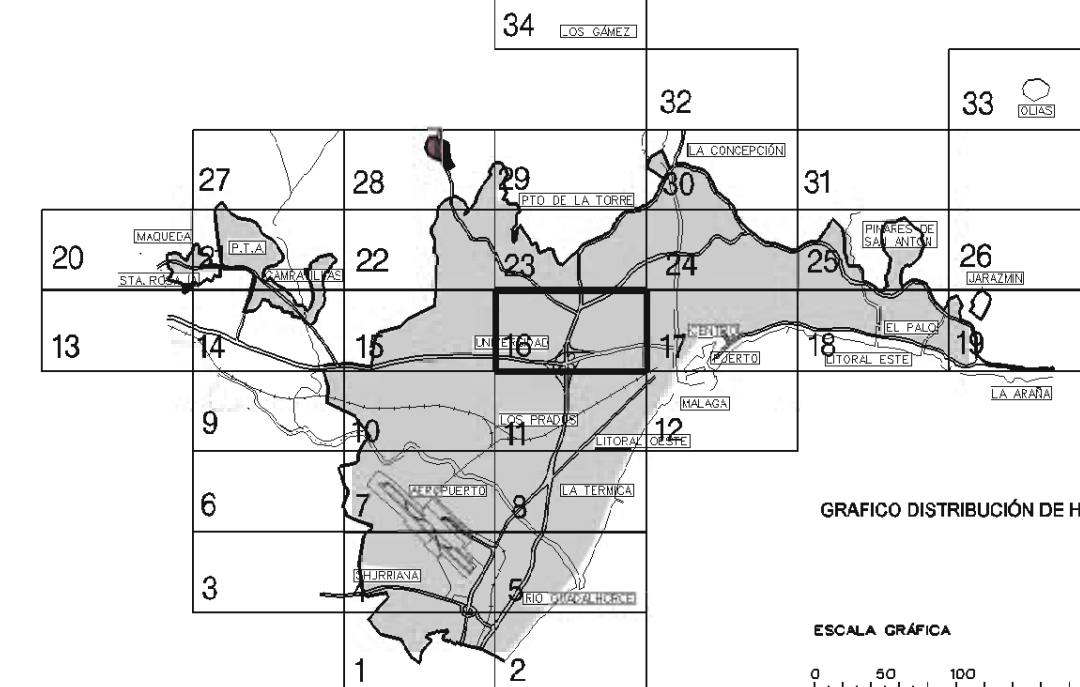 34
LOS GÁMEZ
32
33
OLIAS
LA CONCEPCIÓN
27
28
29
30
31
PTO DE LA TORRE
MAQUEDA
P.T.A.
20
21
22
23
24
25
PINARES DE
SAN ANTON
26
STA. ROSA
CAMPANILLAS
JARAZMIN
13
14
15
UNIVERSIDAD
16
17
CENTRO
PUERTO
18
EL PALO
LITORAL ESTE
19
LA ARAÑA
MALAGA
9
10
LOS PRADOS
11
LITORAL OESTE
12
6
7
AEROPUERTO
8
LA TERMICA
GRAFICO DISTRIBUCIÓN DE H
3
CHURRIANA
5
RIO GUADALHORCE
ESCALA GRÁFICA
0 50 100
1
2